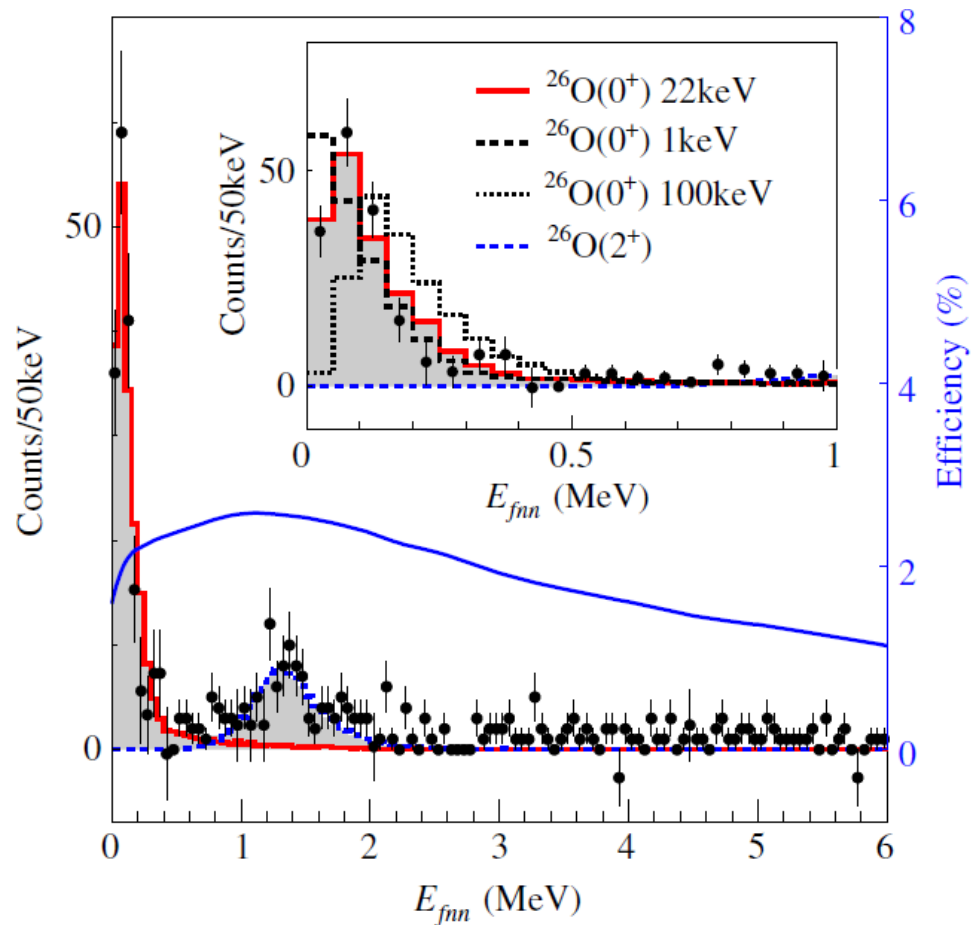 ²⁶O(0⁺) 22keV
²⁶O(0⁺) 1keV
²⁶O(0⁺) 100keV
²⁶O(2⁺)
Counts/50keV
50
0
0 0.5 1
E_fnn (MeV)
Counts/50keV
50
0
8
6
4
2
0
Efficiency (%)
0 1 2 3 4 5 6
E_fnn (MeV)